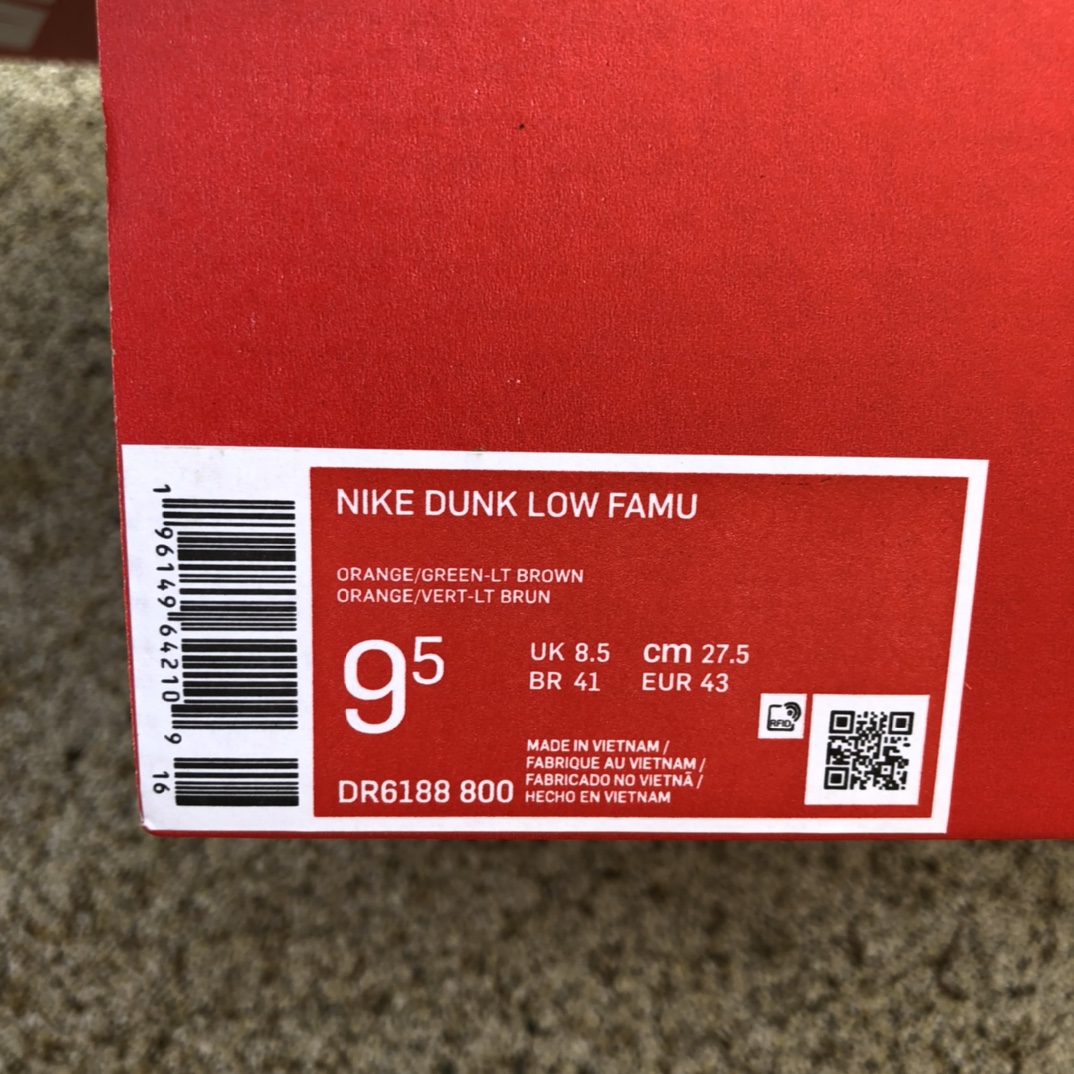 NIKE DUNK LOW FAMU
ORANGE/GREEN-LT BROWN
ORANGE/VERT-LT BRUN
9⁵
UK 8.5 cm 27.5
BR 41 EUR 43
MADE IN VIETNAM /
FABRIQUE AU VIETNAM /
FABRICADO NO VIETNÃ /
HECHO EN VIETNAM
DR6188 800
RFID
1 96149 64210 9
16